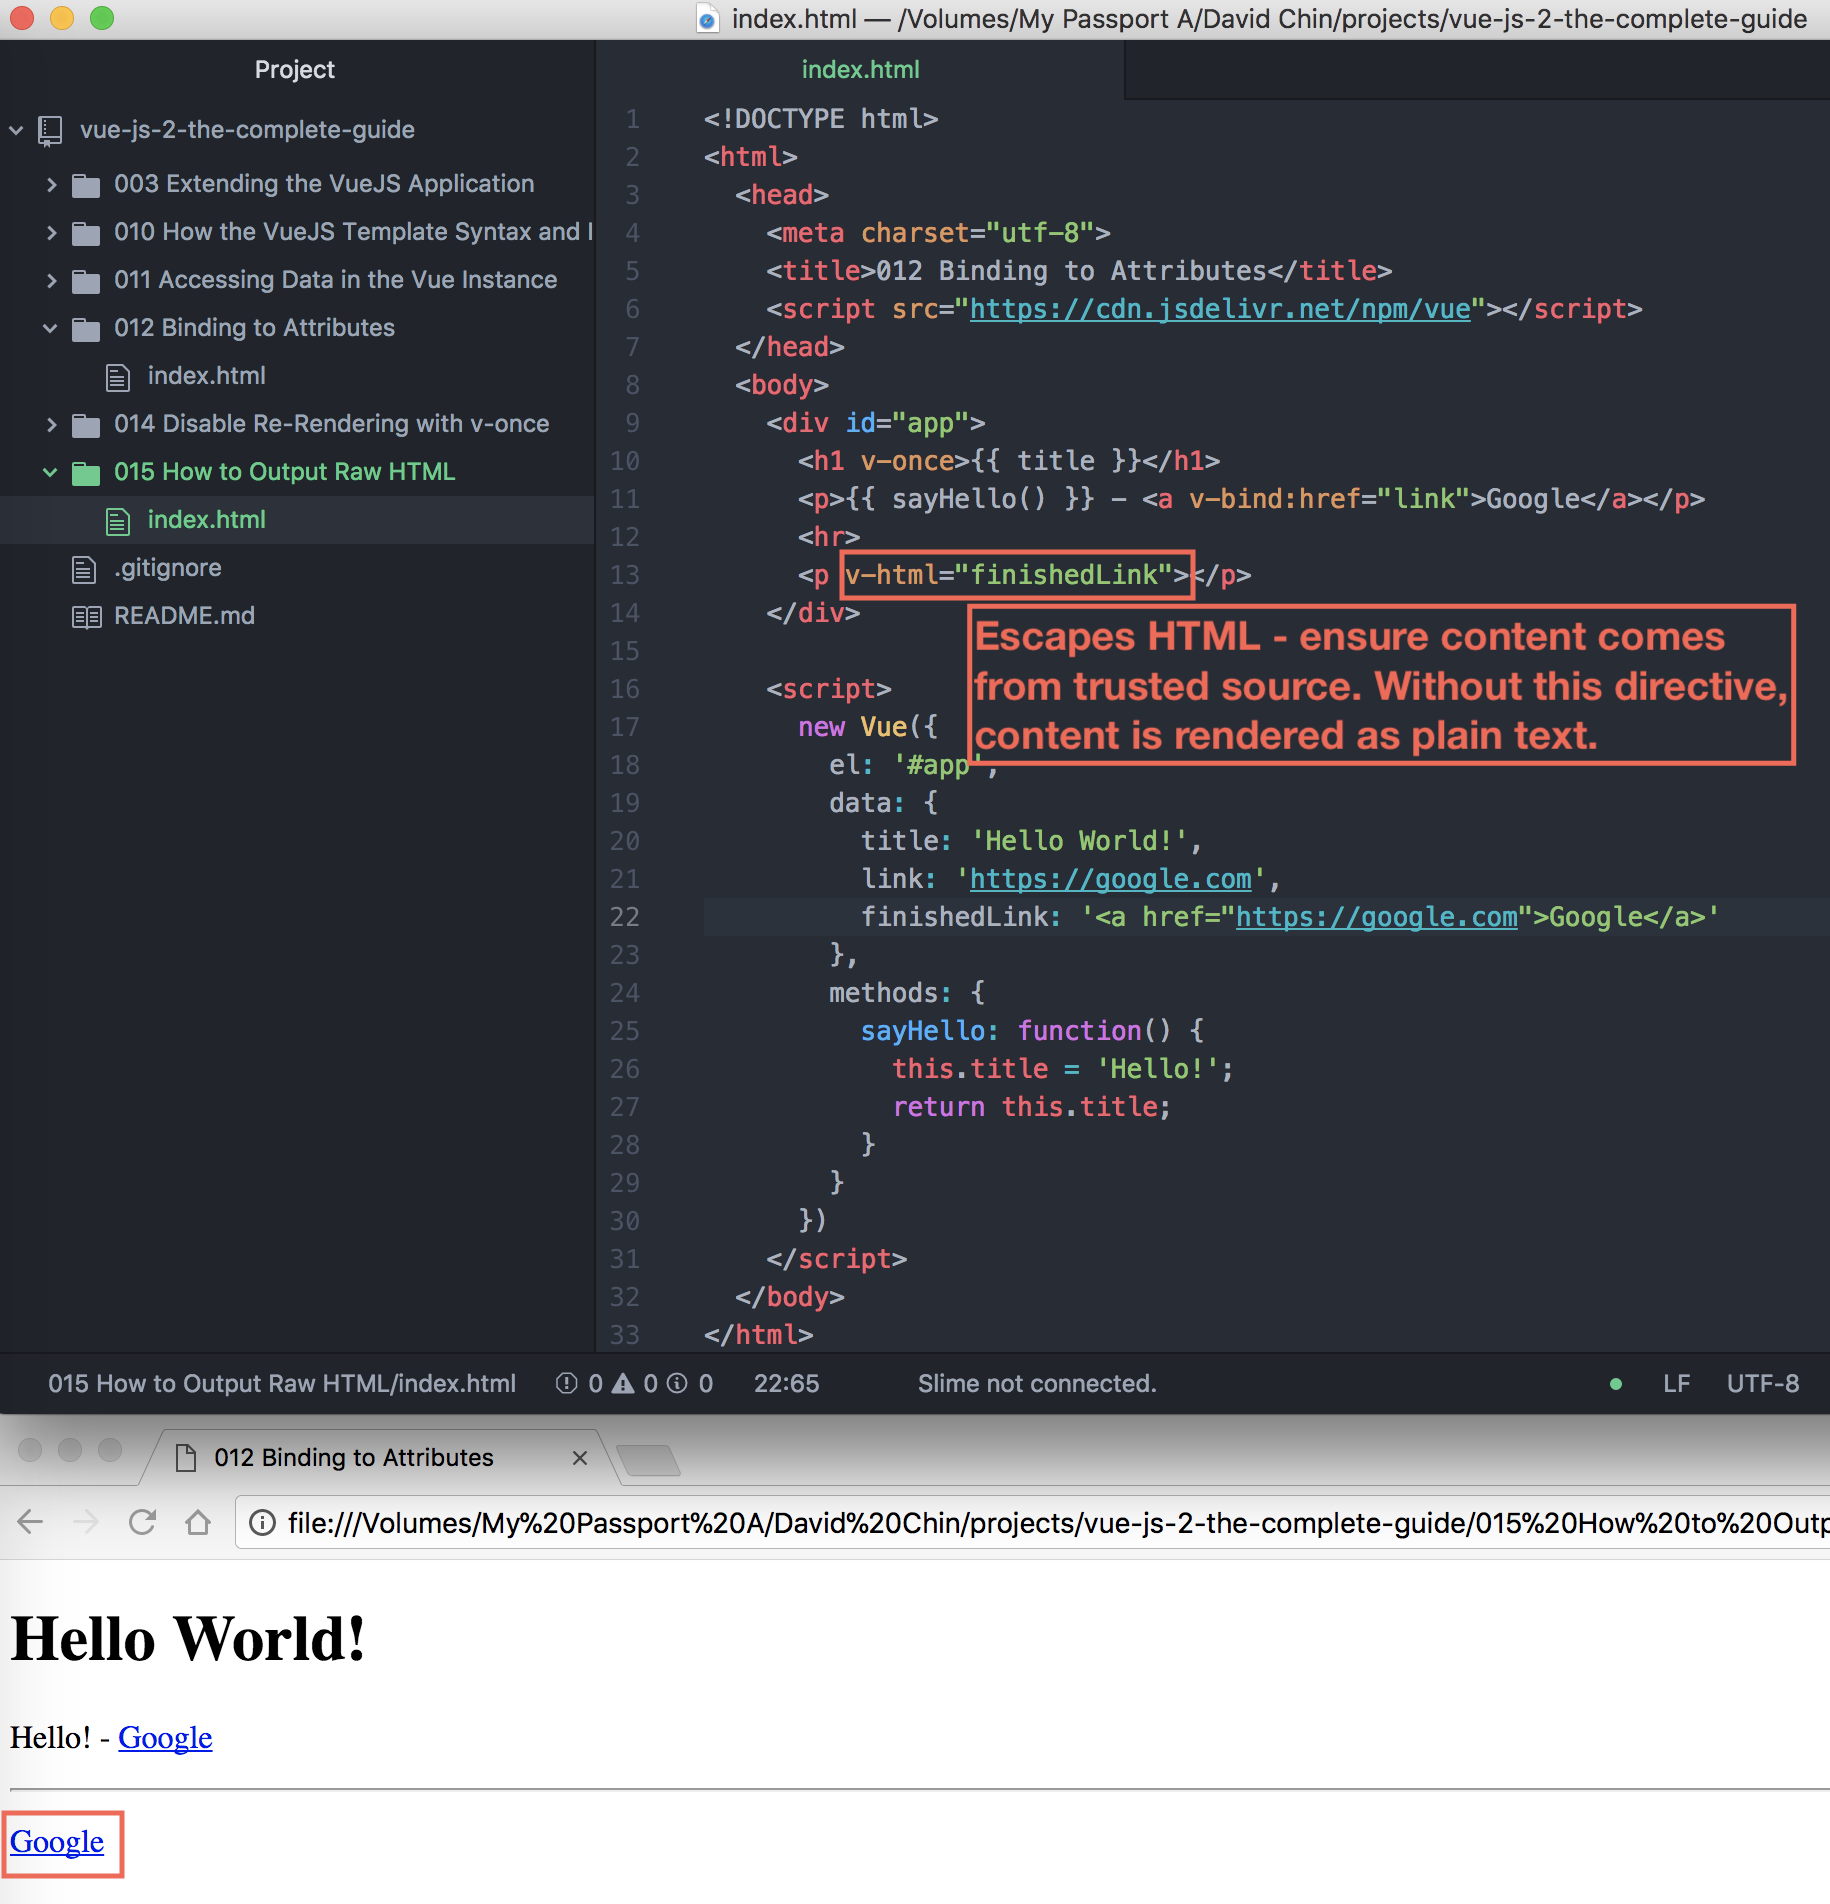 index.html — /Volumes/My Passport A/David Chin/projects/vue-js-2-the-complete-guide
Project
vue-js-2-the-complete-guide
003 Extending the VueJS Application
010 How the VueJS Template Syntax and I
011 Accessing Data in the Vue Instance
012 Binding to Attributes
index.html
014 Disable Re-Rendering with v-once
015 How to Output Raw HTML
index.html
.gitignore
README.md
index.html
1 <!DOCTYPE html>
2 <html>
3 <head>
4 <meta charset="utf-8">
5 <title>012 Binding to Attributes</title>
6 <script src="https://cdn.jsdelivr.net/npm/vue"></script>
7 </head>
8 <body>
9 <div id="app">
10 <h1 v-once>{{ title }}</h1>
11 <p>{{ sayHello() }} - <a v-bind:href="link">Google</a></p>
12 <hr>
13 <p v-html="finishedLink"></p>
14 </div>
15
16 <script>
17 new Vue({
18 el: '#app',
19 data: {
20 title: 'Hello World!',
21 link: 'https://google.com',
22 finishedLink: '<a href="https://google.com">Google</a>'
23 },
24 methods: {
25 sayHello: function() {
26 this.title = 'Hello!';
27 return this.title;
28 }
29 }
30 })
31 </script>
32 </body>
33 </html>
Escapes HTML - ensure content comes
from trusted source. Without this directive,
content is rendered as plain text.
015 How to Output Raw HTML/index.html 0 0 0 22:65 Slime not connected. LF UTF-8
012 Binding to Attributes
file:///Volumes/My%20Passport%20A/David%20Chin/projects/vue-js-2-the-complete-guide/015%20How%20to%20Outp
Hello World!
Hello! - Google
Google